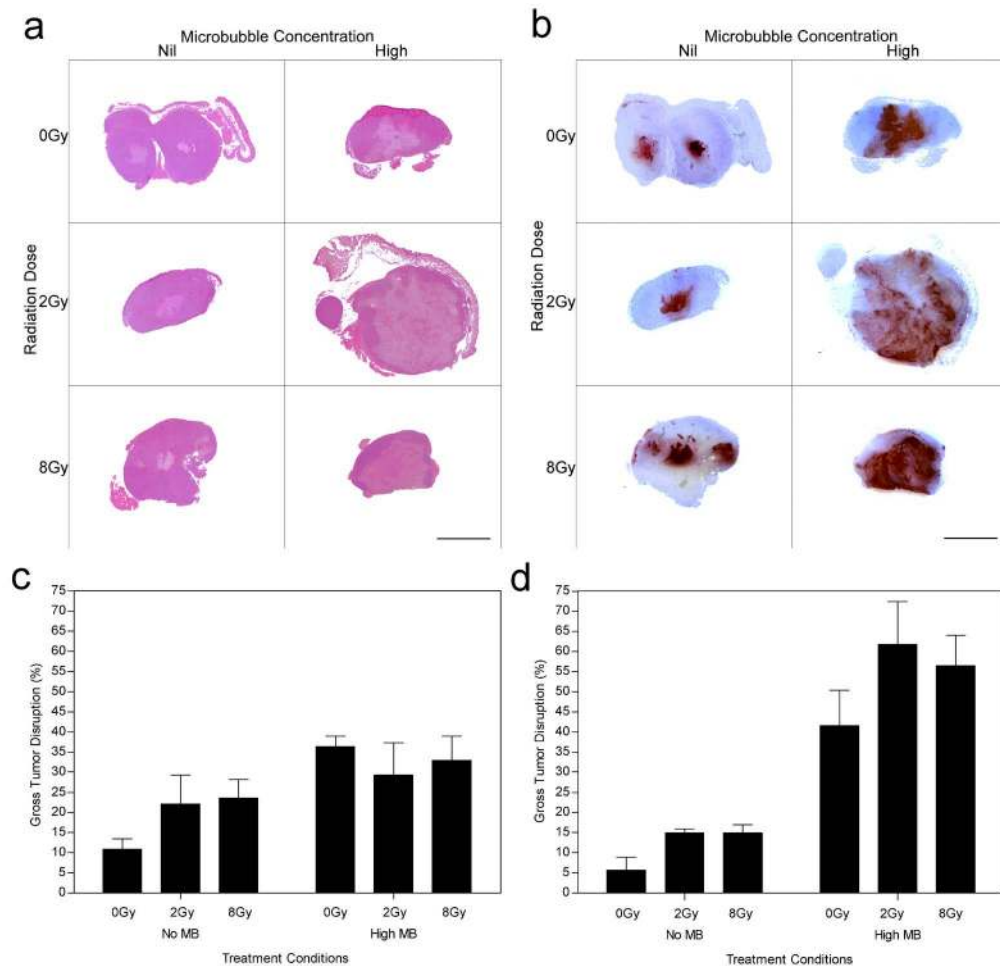 a
Microbubble Concentration
Nil High
Radiation Dose
0Gy
2Gy
8Gy
b
Microbubble Concentration
Nil High
Radiation Dose
0Gy
2Gy
8Gy
c
Gross Tumor Disruption (%)
75
70
65
60
55
50
45
40
35
30
25
20
15
10
5
0
0Gy 2Gy 8Gy 0Gy 2Gy 8Gy
No MB High MB
Treatment Conditions
d
Gross Tumor Disruption (%)
75
70
65
60
55
50
45
40
35
30
25
20
15
10
5
0
0Gy 2Gy 8Gy 0Gy 2Gy 8Gy
No MB High MB
Treatment Conditions